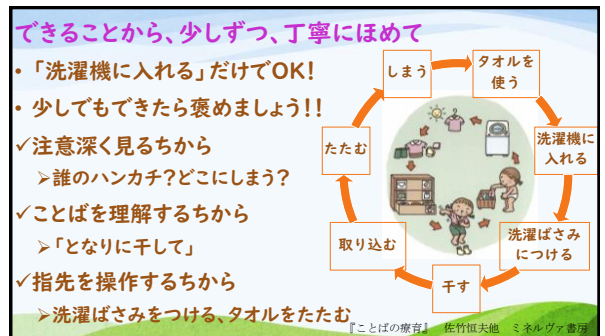 できることから、少しずつ、丁寧にほめて
• 「洗濯機に入れる」だけでOK!
• 少しでもできたら褒めましょう!!
✓注意深く見るちから
➢誰のハンカチ?どこにしまう?
✓ことばを理解するちから
➢「となりに干して」
✓指先を操作するちから
➢洗濯ばさみをつける、タオルをたたむ
しまう
タオルを
使う
洗濯機に
入れる
洗濯ばさみ
につける
干す
取り込む
たたむ
『ことばの療育』 佐竹恒夫他 ミネルヴァ書房